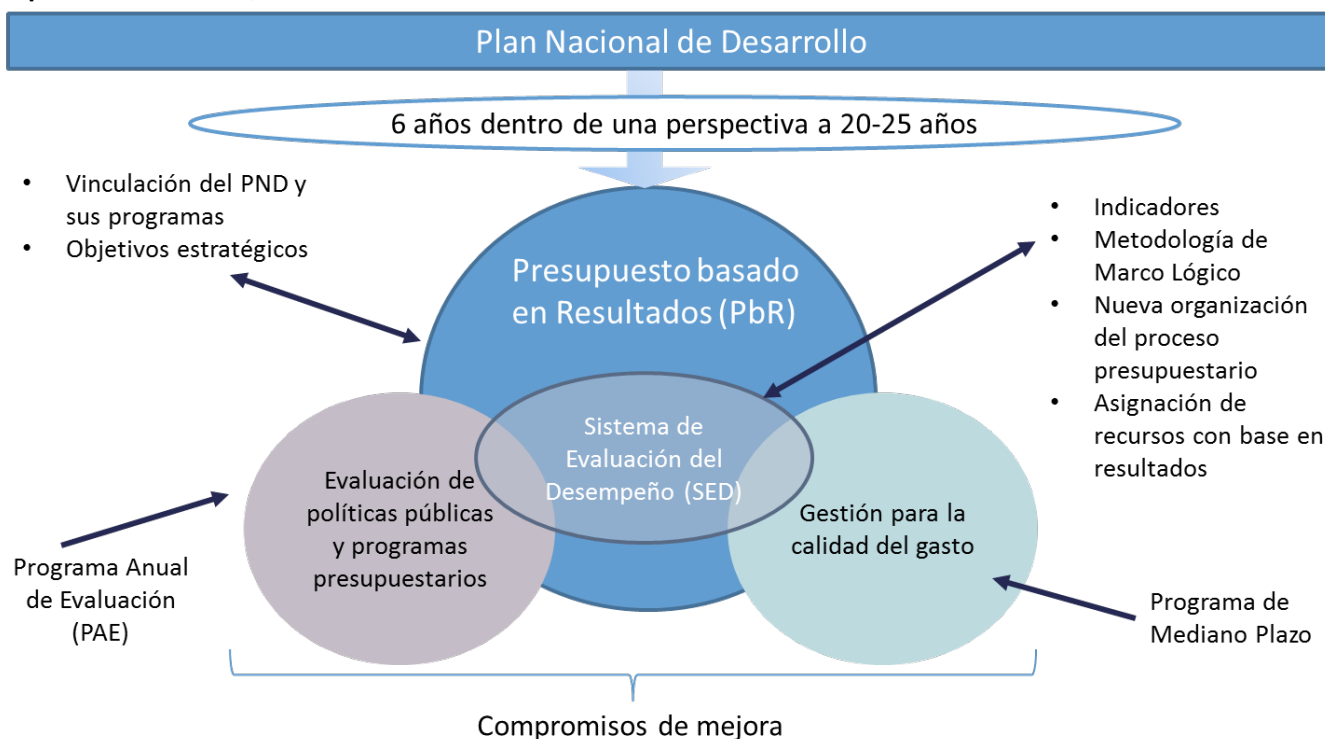 Plan Nacional de Desarrollo
6 años dentro de una perspectiva a 20-25 años
• Vinculación del PND y
sus programas
• Objetivos estratégicos
Presupuesto basado
en Resultados (PbR)
• Indicadores
• Metodología de
Marco Lógico
• Nueva organización
del proceso
presupuestario
• Asignación de
recursos con base en
resultados
Sistema de
Evaluación del
Desempeño (SED)
Evaluación de
políticas públicas
y programas
presupuestarios
Gestión para la
calidad del gasto
Programa Anual
de Evaluación
(PAE)
Programa de
Mediano Plazo
Compromisos de mejora